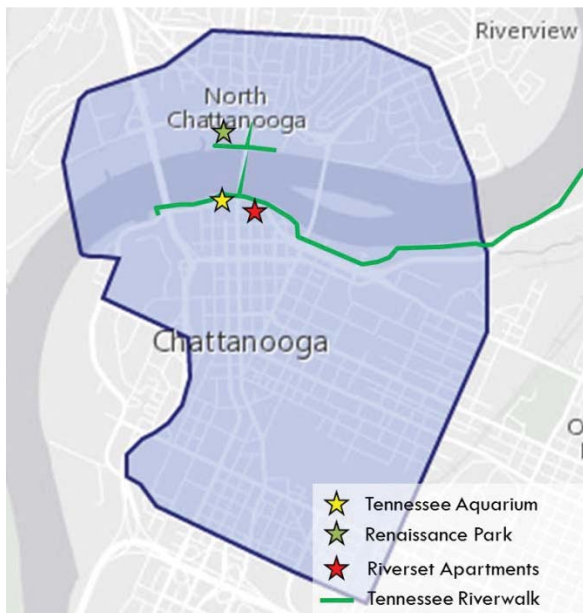 Riverview
North
Chattanooga
Chattanooga
O
Tennessee Aquarium
Renaissance Park
Riverset Apartments
Tennessee Riverwalk